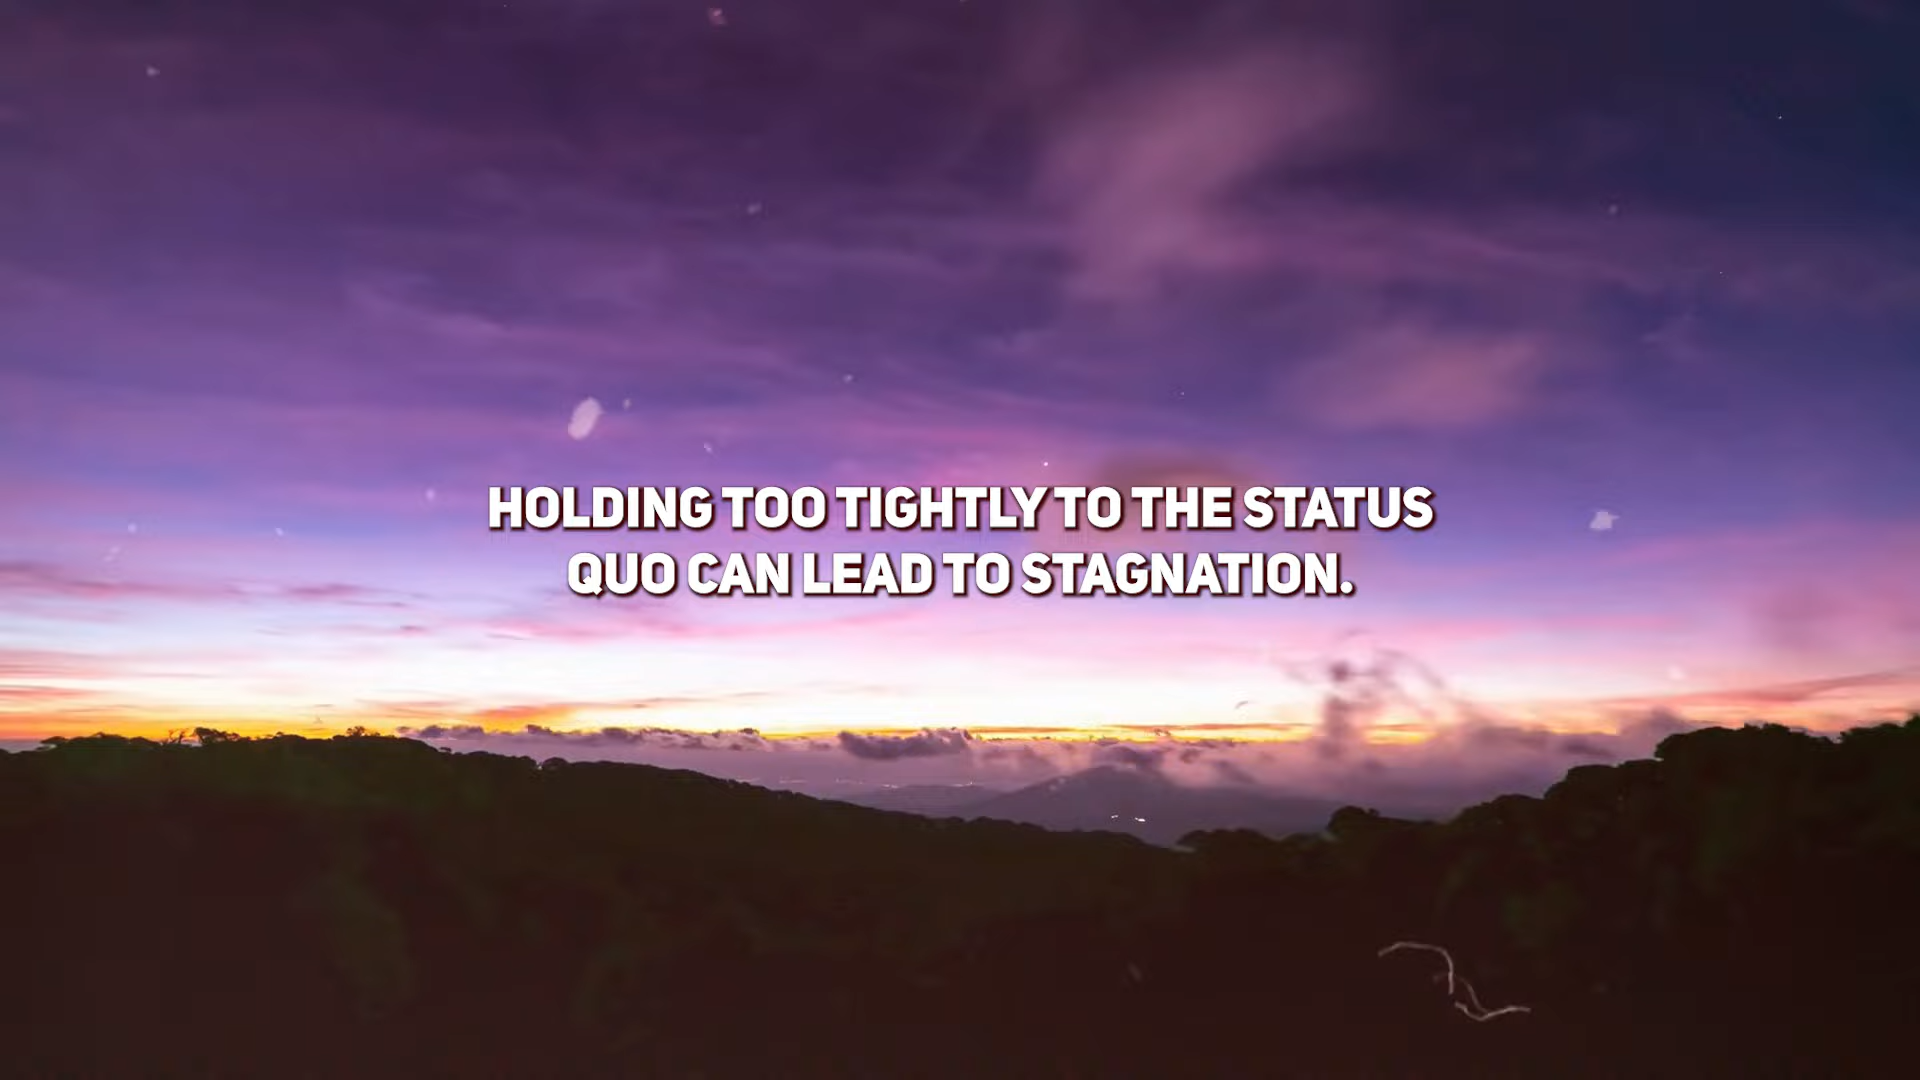 HOLDING TOO TIGHTLY TO THE STATUS
QUO CAN LEAD TO STAGNATION.